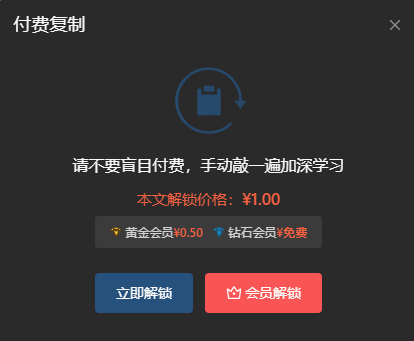 付费复制
请不要盲目付费，手动敲一遍加深学习
本文解锁价格：¥1.00
黄金会员¥0.50 钻石会员¥免费
立即解锁 会员解锁